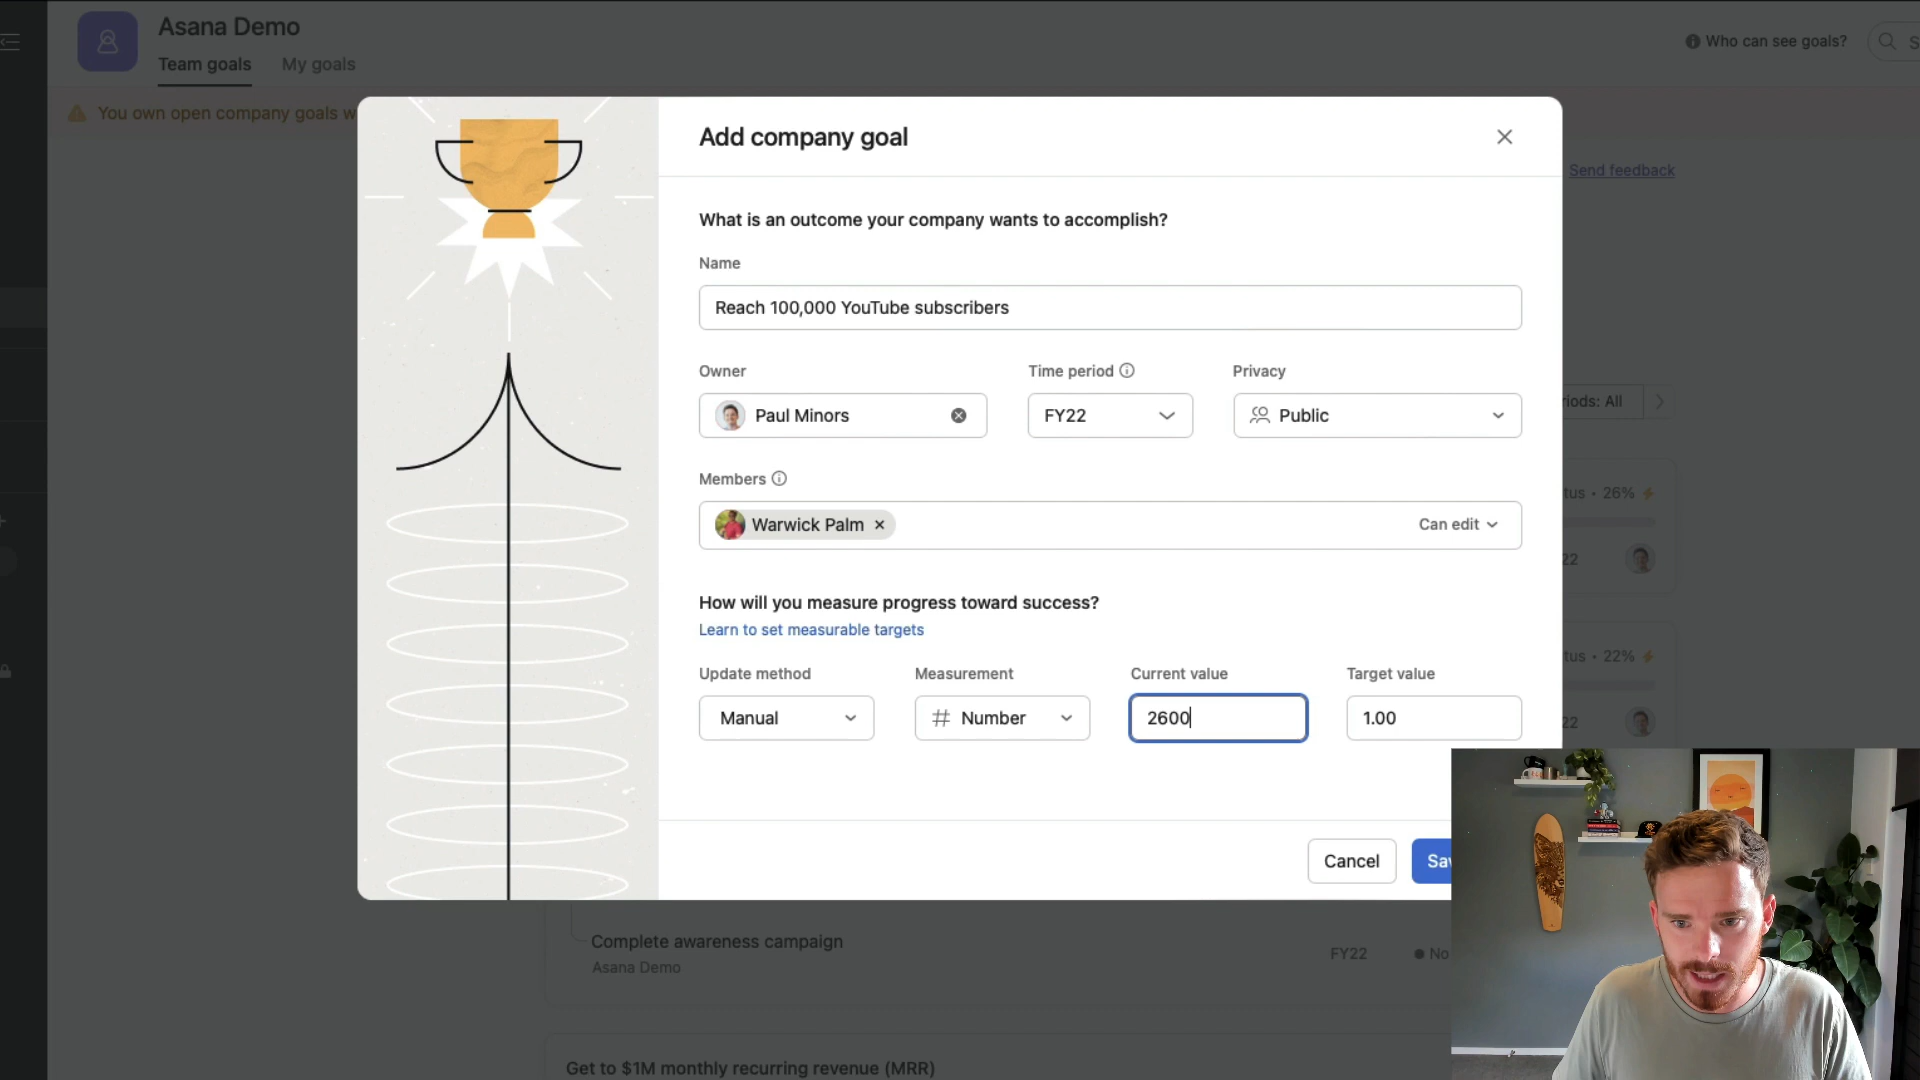 Asana Demo
Team goals
My goals
Who can see goals?
You own open company goals w
Add company goal
Send feedback
What is an outcome your company wants to accomplish?
Name
Reach 100,000 YouTube subscribers
Owner
Time period
Privacy
Paul Minors
FY22
Public
riods: All
Members
Warwick Palm
Can edit
tus • 26%
22
How will you measure progress toward success?
Learn to set measurable targets
tus • 22%
22
Update method
Measurement
Current value
Target value
Manual
Number
2600
1.00
Cancel
Sav
Complete awareness campaign
Asana Demo
FY22
No
Get to $1M monthly recurring revenue (MRR)